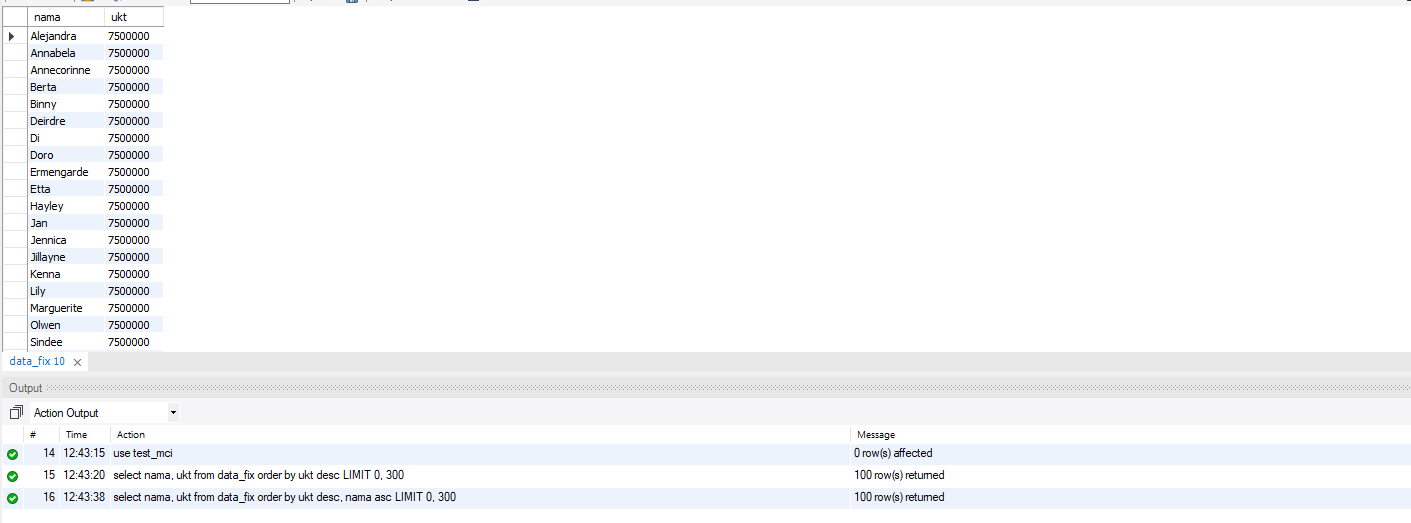 nama ukt
Alejandra 7500000
Annabela 7500000
Annecorinne 7500000
Berta 7500000
Binny 7500000
Deirdre 7500000
Di 7500000
Doro 7500000
Ermengarde 7500000
Etta 7500000
Hayley 7500000
Jan 7500000
Jennica 7500000
Jillayne 7500000
Kenna 7500000
Lily 7500000
Marguerite 7500000
Olwen 7500000
Sindee 7500000
data_fix 10
Output
Action Output
# Time Action Message
14 12:43:15 use test_mci 0 row(s) affected
15 12:43:20 select nama, ukt from data_fix order by ukt desc LIMIT 0, 300 100 row(s) returned
16 12:43:38 select nama, ukt from data_fix order by ukt desc, nama asc LIMIT 0, 300 100 row(s) returned